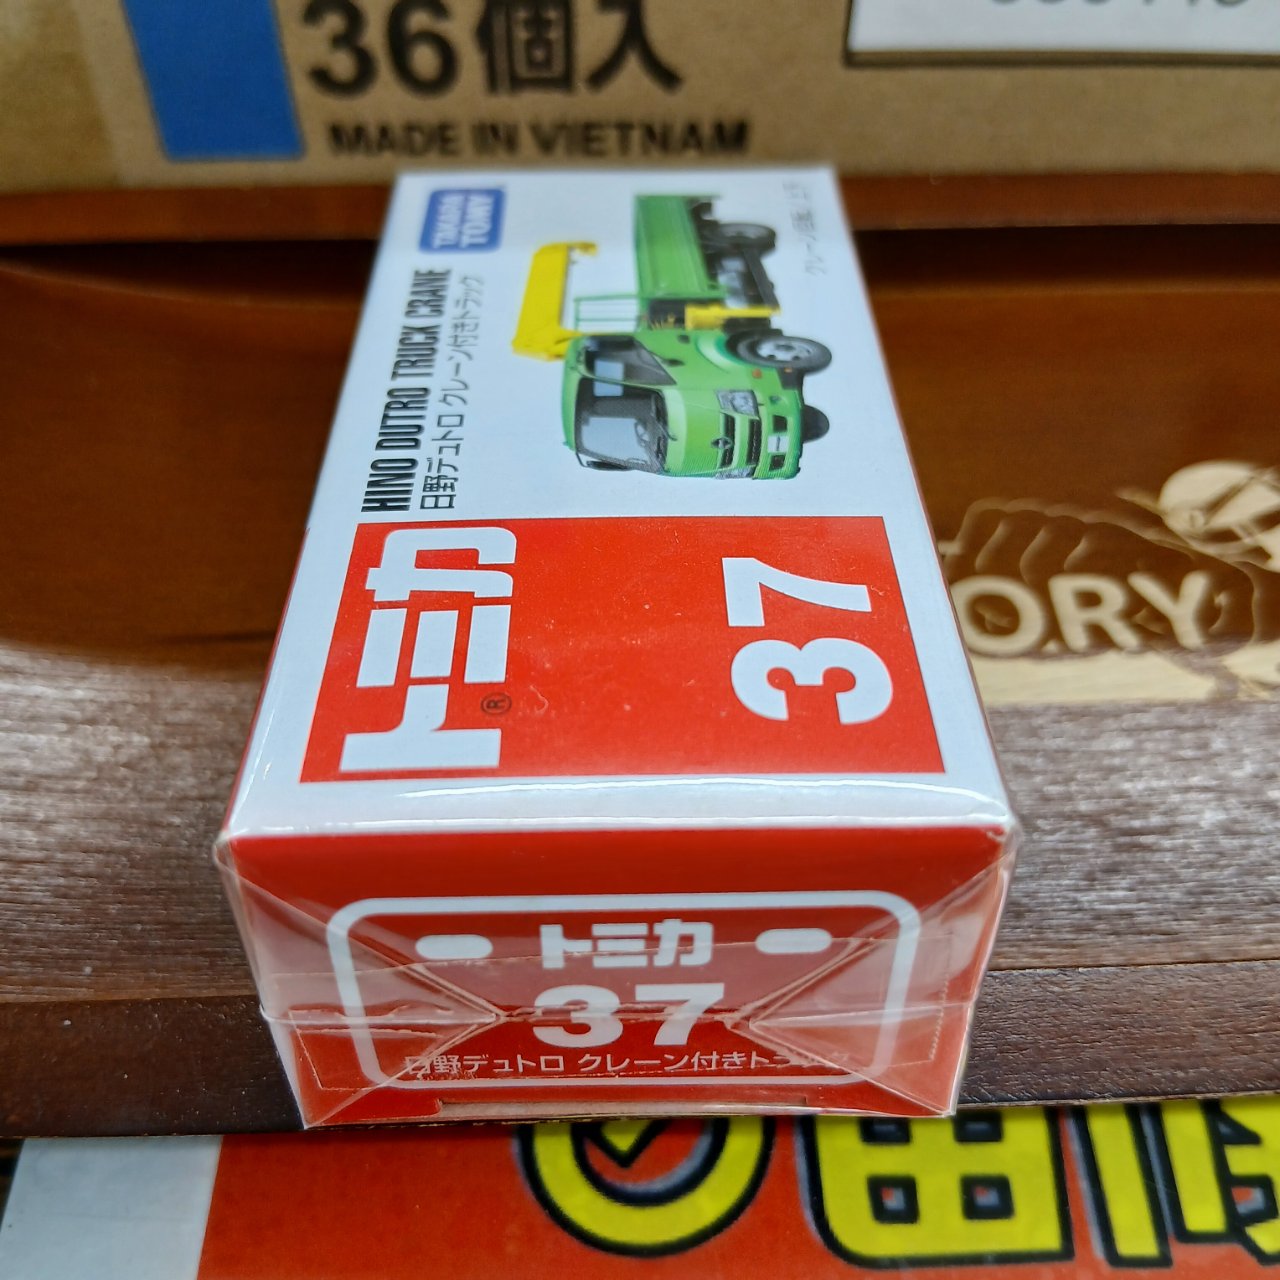 36個入
MADE IN VIETNAM
TAKARA
TOMY
HINO DUTRO TRUCK CRANE
日野デュトロ クレーン付きトラック
トミカ®
37
ORY
トミカ
37
日野デュトロ クレーン付きトラック